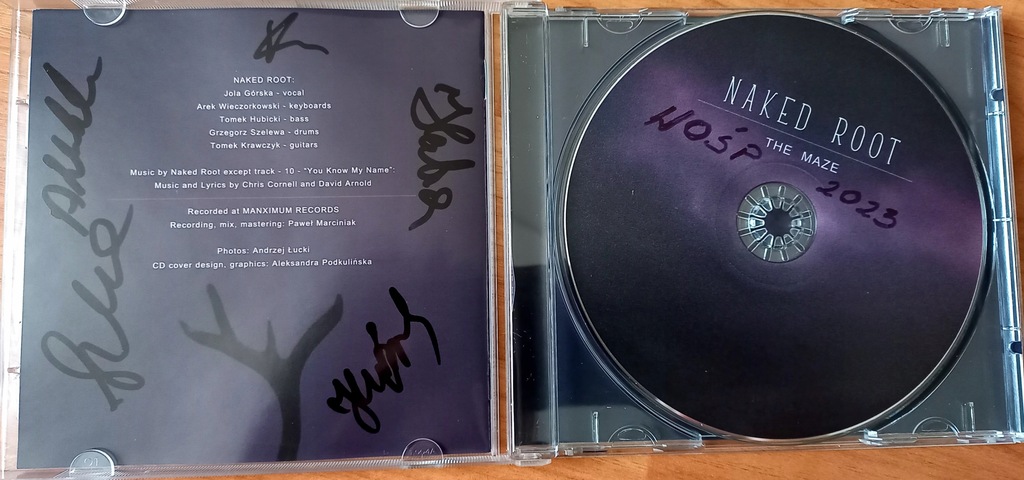 NAKED ROOT:
Jola Górska - vocal
Arek Wieczorkowski - keyboards
Tomek Hubicki - bass
Grzegorz Szelewa - drums
Tomek Krawczyk - guitars
Music by Naked Root except track - 10 - "You Know My Name":
Music and Lyrics by Chris Cornell and David Arnold
Recorded at MANXIMUM RECORDS
Recording, mix, mastering: Paweł Marciniak
Photos: Andrzej Łucki
CD cover design, graphics: Aleksandra Podkulińska
NAKED ROOT
THE MAZE
WOŚP
2023